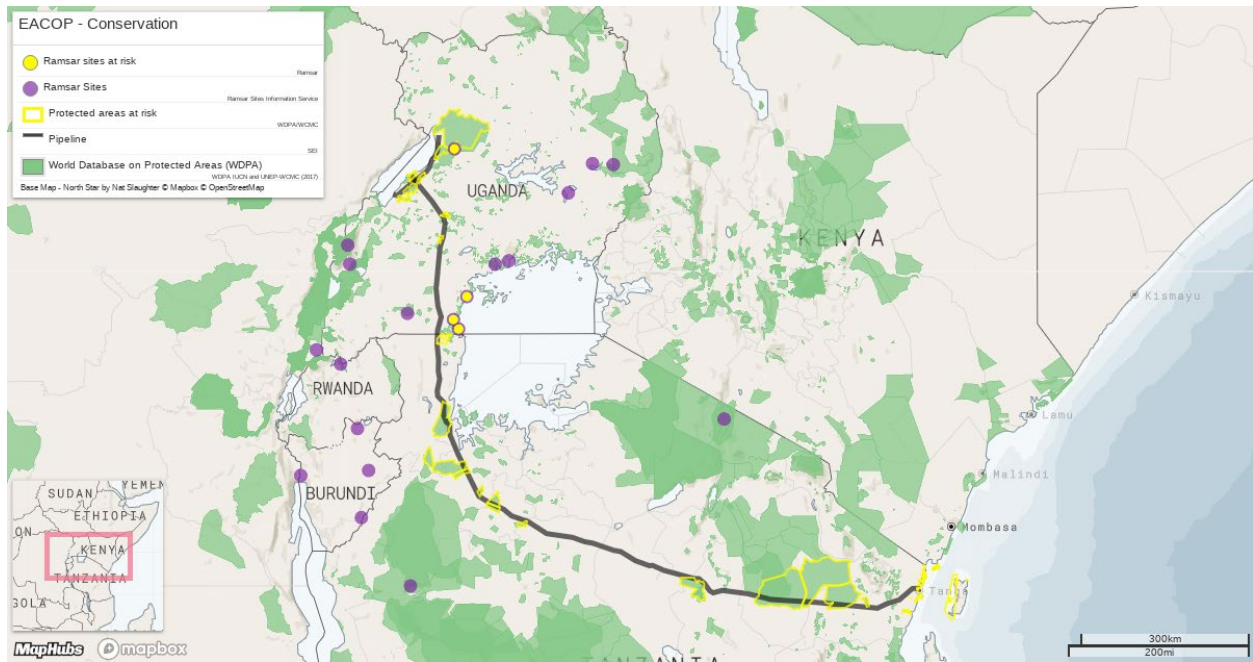 EACOP - Conservation
Ramsar sites at risk
Ramsar
Ramsar Sites
Ramsar Sites Information Service
Protected areas at risk
WDPA/WCMC
Pipeline
SEI
World Database on Protected Areas (WDPA)
WDPA IUCN and UNEP-WCMC (2017)
Base Map - North Star by Nat Slaughter © Mapbox © OpenStreetMap
UGANDA
KENYA
Kismayu
RWANDA
Lamu
Malindi
BURUNDI
Mombasa
Tanga
TANZANIA
SUDAN
YEMEN
ETHIOPIA
ON
KENYA
TANZANIA
GOLA
MapHubs
mapbox
300km
200mi